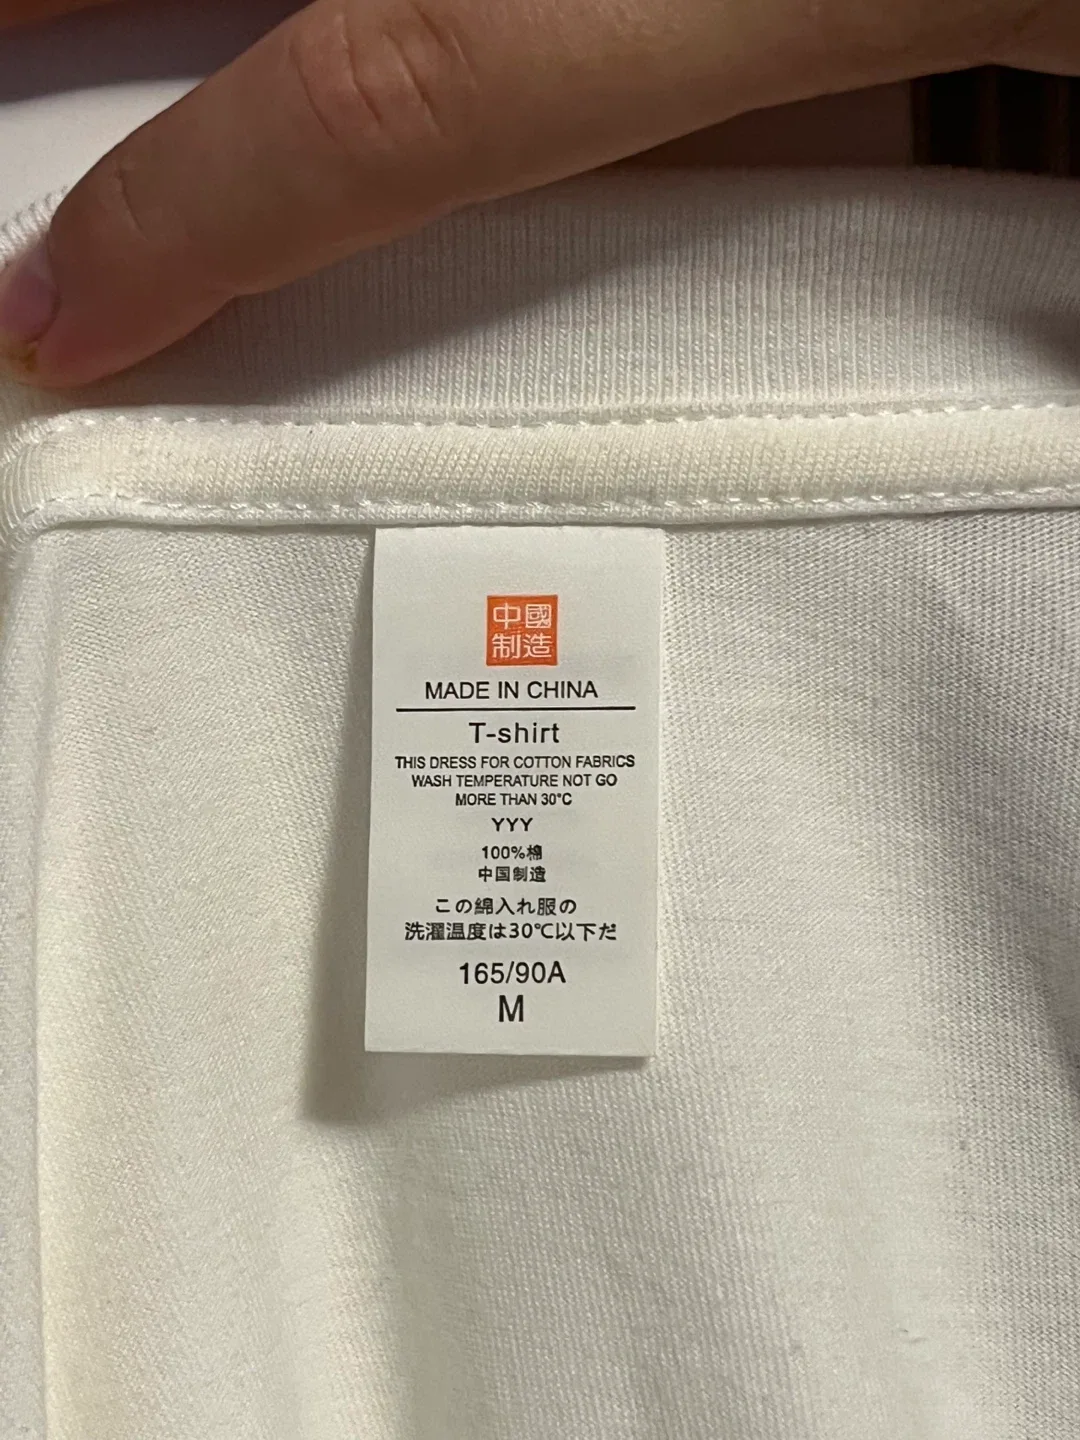 中國
制造
MADE IN CHINA
T-shirt
THIS DRESS FOR COTTON FABRICS
WASH TEMPERATURE NOT GO
MORE THAN 30°C
YYY
100%棉
中国制造
この綿入れ服の
洗濯温度は30℃以下だ
165/90A
M